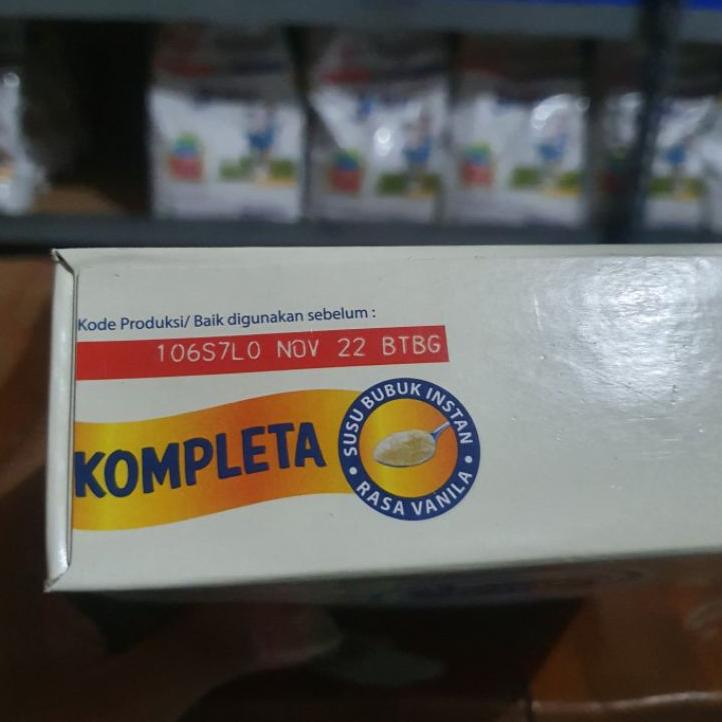 Kode Produksi/ Baik digunakan sebelum :
106S7L0 NOV 22 BTBG
KOMPLETA
SUSU BUBUK INSTAN
• RASA VANILA •